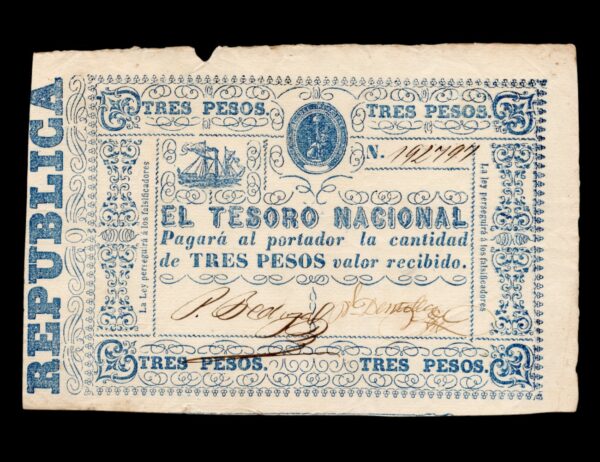 REPUBLICA
TRES PESOS. TRES PESOS.
N. 192797
La Ley perseguirá á los falsificadores
La ley perseguirá á los falsificadores
EL TESORO NACIONAL
Pagará al portador la cantidad
de TRES PESOS valor recibido.
TRES PESOS. TRES PESOS.